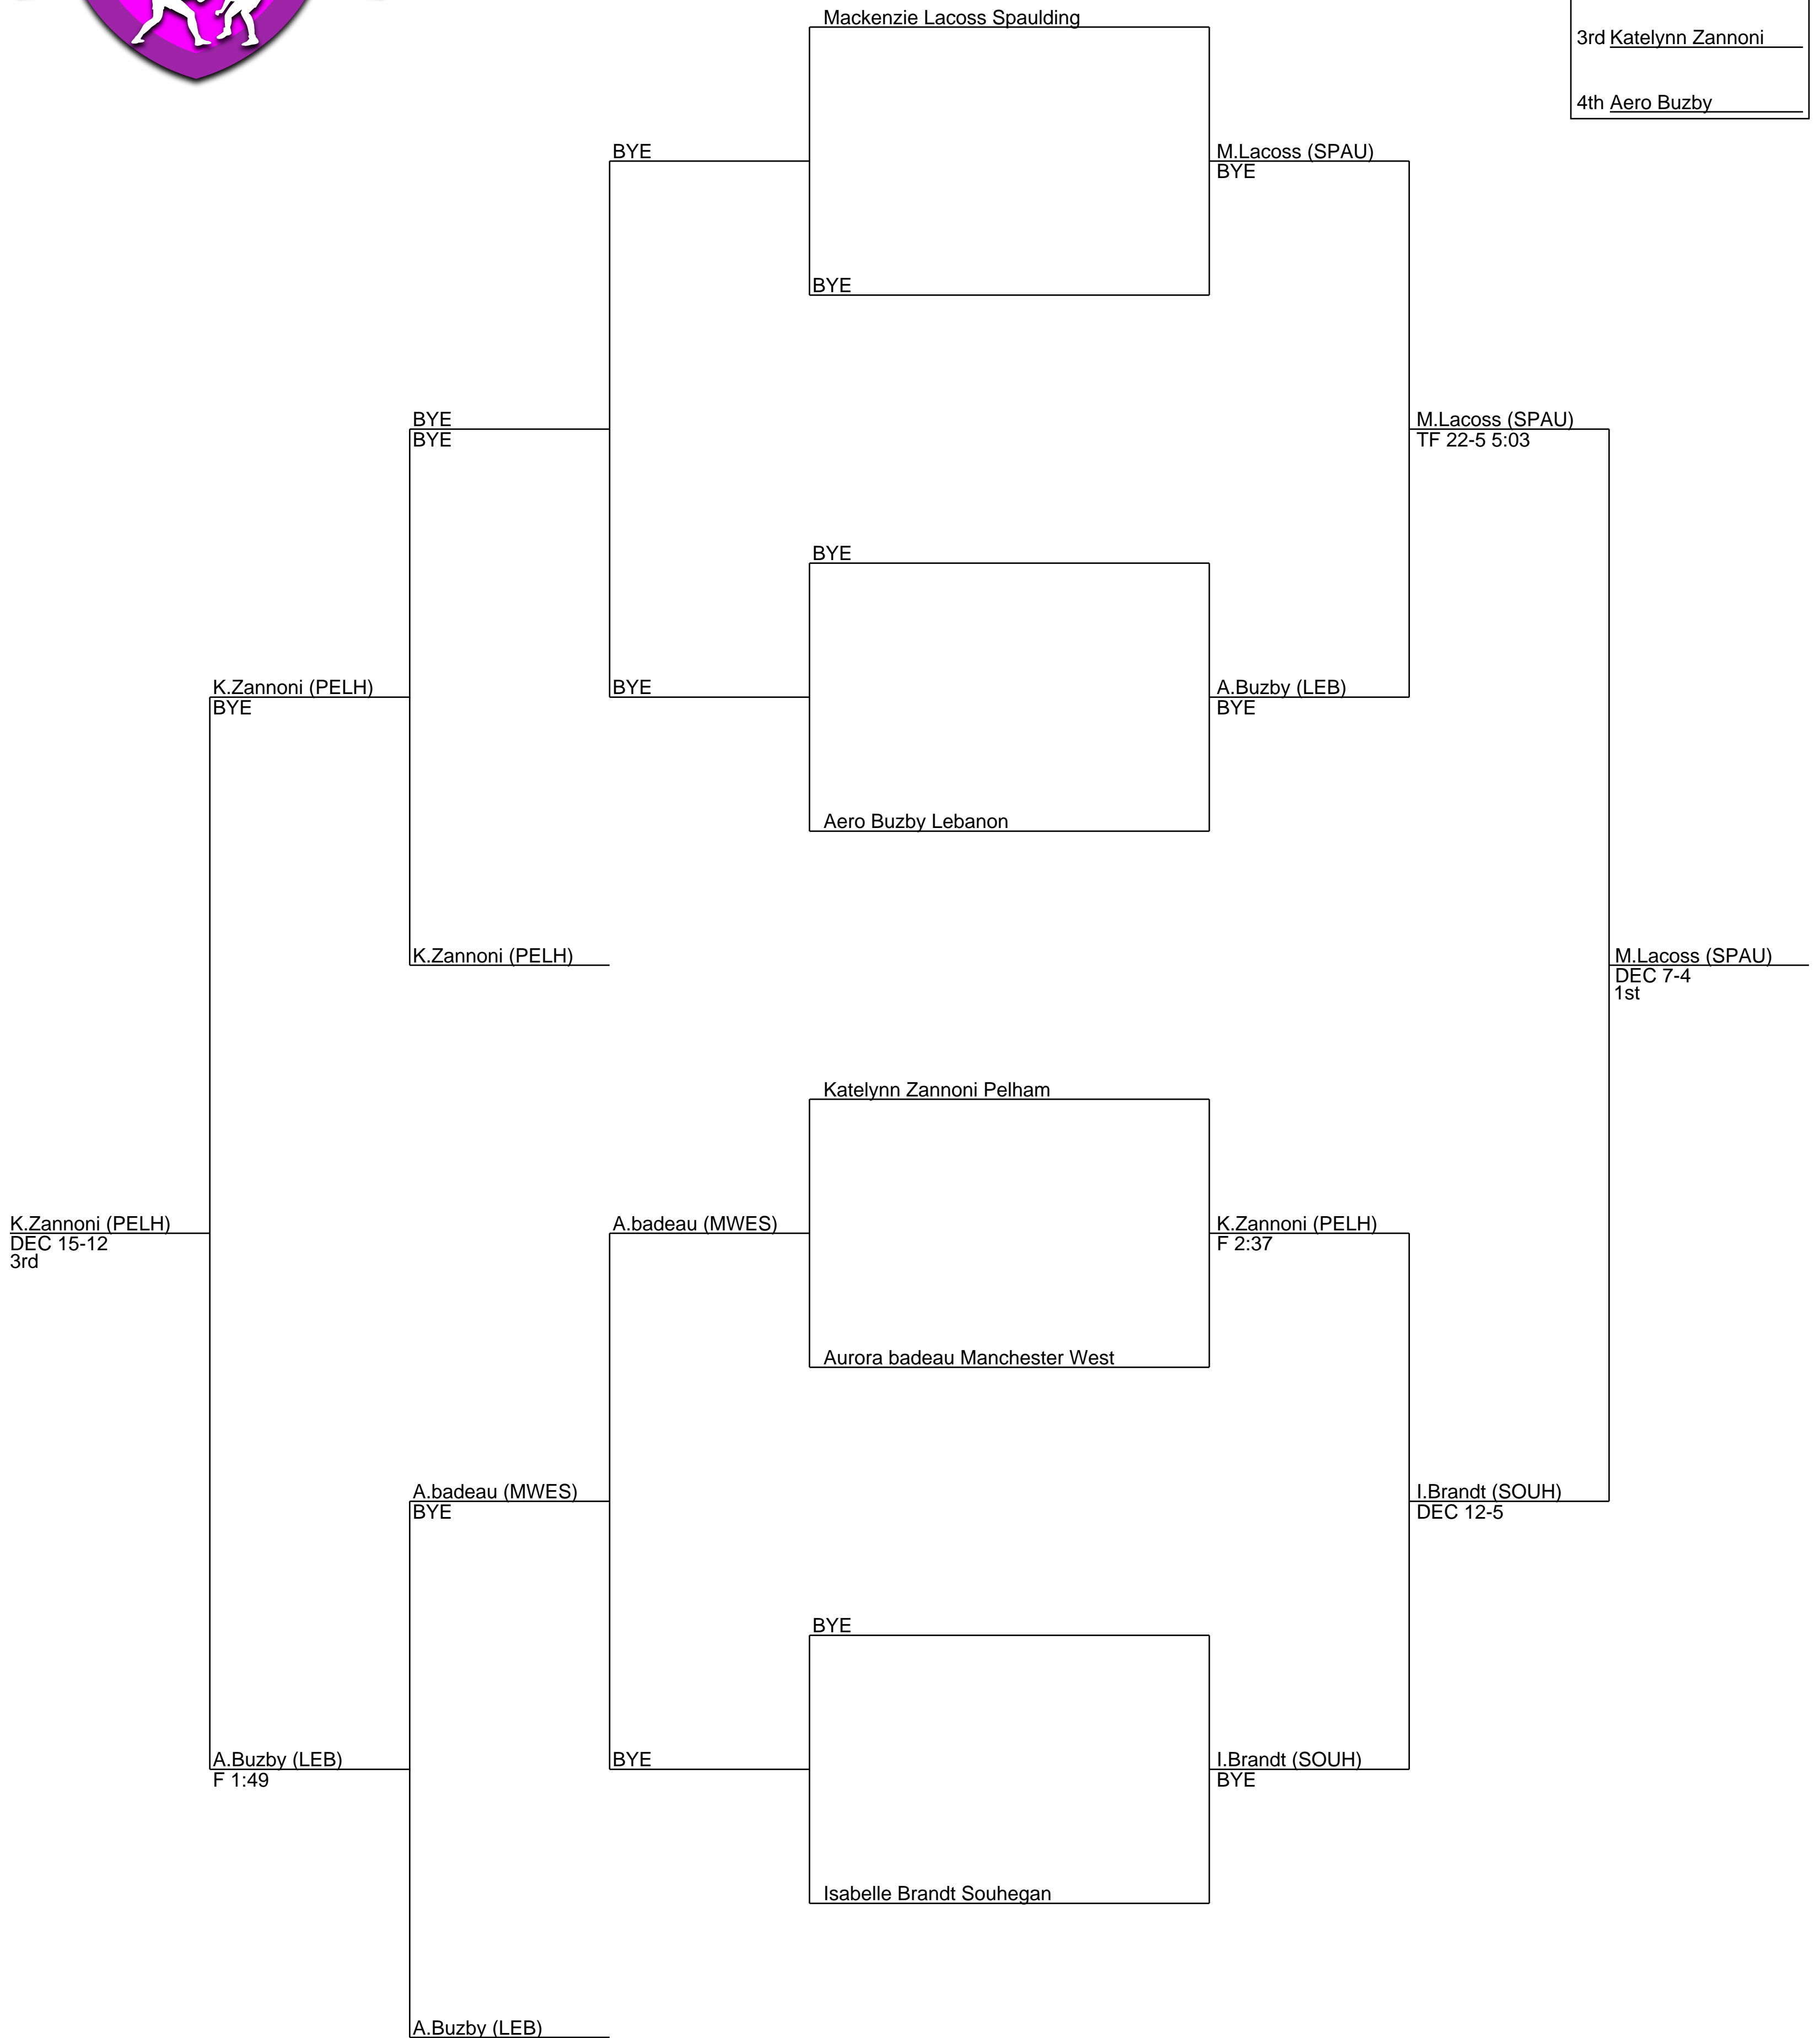 Mackenzie Lacoss Spaulding
3rd Katelynn Zannoni
4th Aero Buzby
BYE
M.Lacoss (SPAU)
BYE
BYE
BYE
BYE
M.Lacoss (SPAU)
TF 22-5 5:03
BYE
K.Zannoni (PELH)
BYE
BYE
A.Buzby (LEB)
BYE
Aero Buzby Lebanon
K.Zannoni (PELH)
M.Lacoss (SPAU)
DEC 7-4
1st
Katelynn Zannoni Pelham
K.Zannoni (PELH)
DEC 15-12
3rd
A.badeau (MWES)
K.Zannoni (PELH)
F 2:37
Aurora badeau Manchester West
A.badeau (MWES)
BYE
I.Brandt (SOUH)
DEC 12-5
BYE
A.Buzby (LEB)
F 1:49
BYE
I.Brandt (SOUH)
BYE
Isabelle Brandt Souhegan
A.Buzby (LEB)